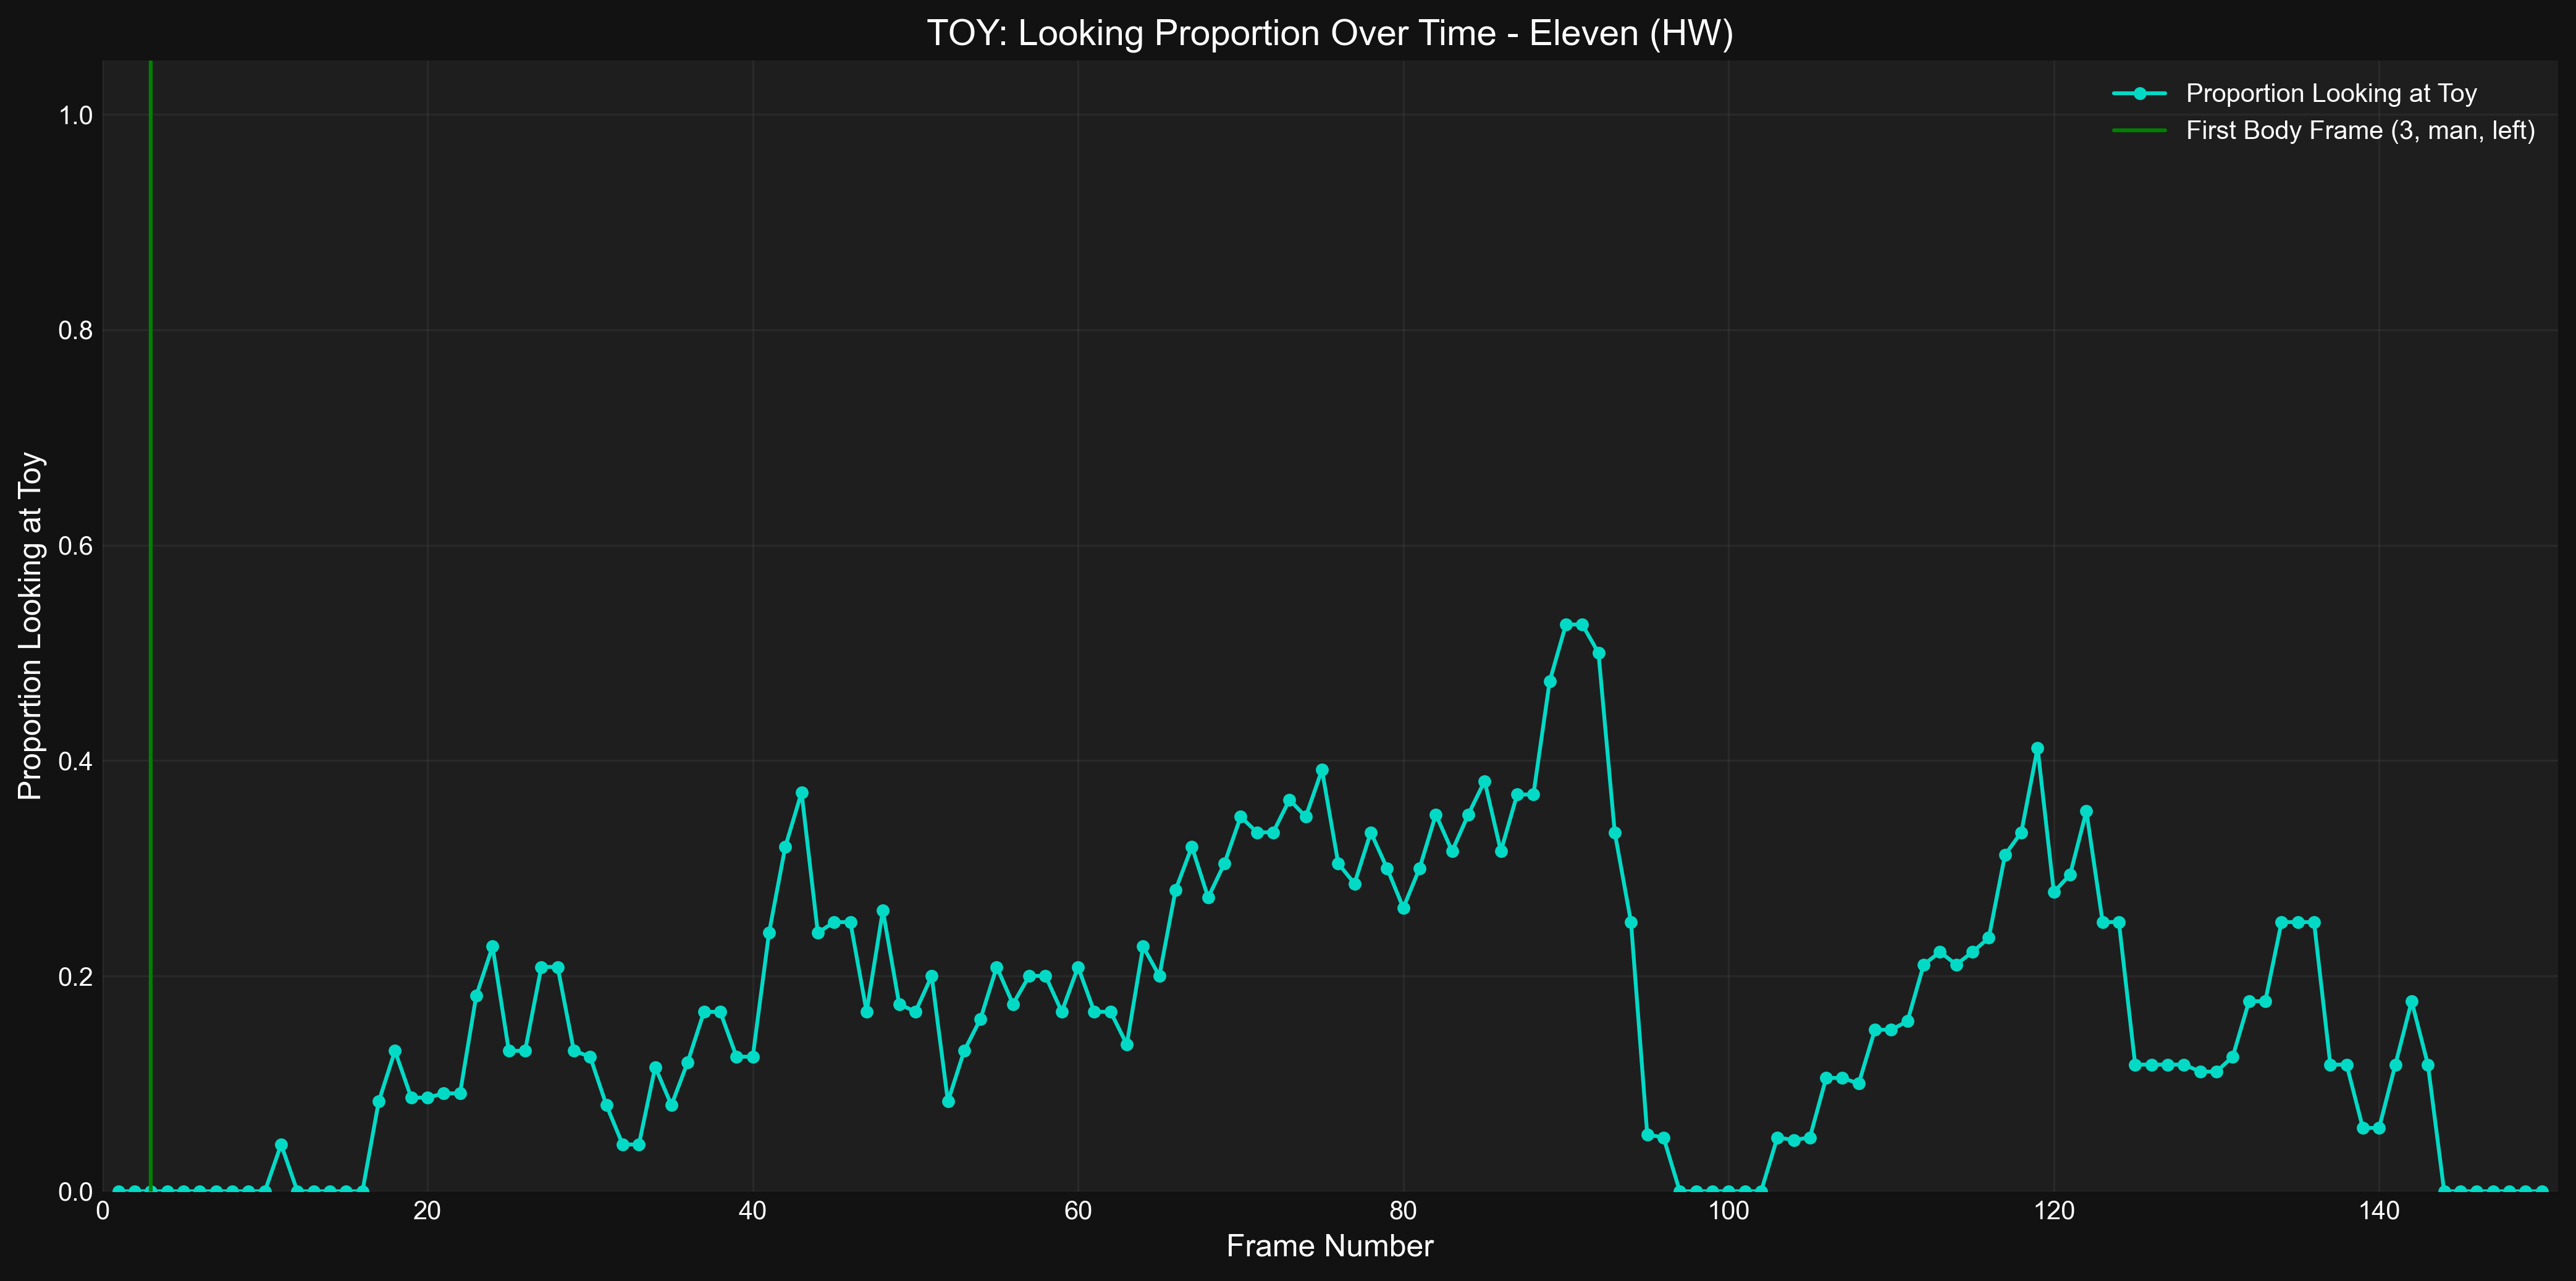 TOY: Looking Proportion Over Time - Eleven (HW)
Proportion Looking at Toy
First Body Frame (3, man, left)
Proportion Looking at Toy
1.0
0.8
0.6
0.4
0.2
0.0
0 20 40 60 80 100 120 140
Frame Number